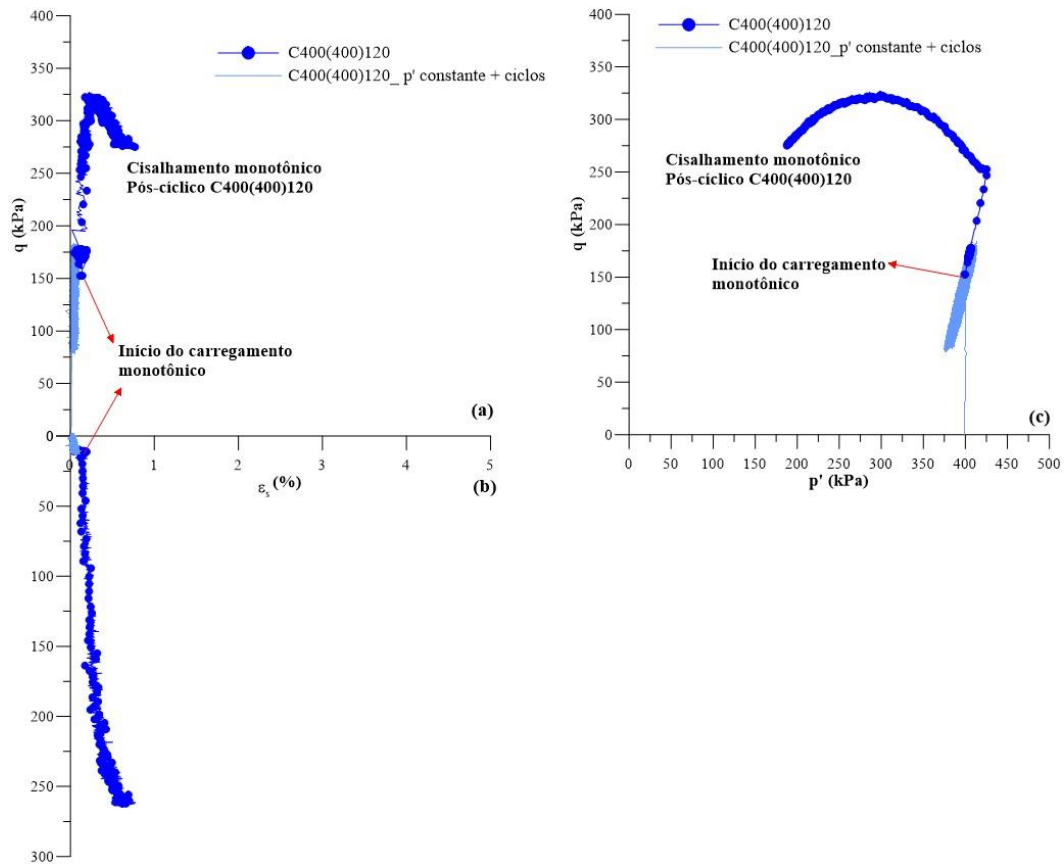 C400(400)120
C400(400)120_ p' constante + ciclos
q (kPa)
400
350
300
250
200
150
100
50
0
Cisalhamento monotônico
Pós-cíclico C400(400)120
Início do carregamento
monotônico
(a)
0 1 2 3 4 5
εs (%)
(b)
50
100
150
200
250
300
C400(400)120
C400(400)120_p' constante + ciclos
q (kPa)
400
350
300
250
200
150
100
50
0
Cisalhamento monotônico
Pós-cíclico C400(400)120
Início do carregamento
monotônico
(c)
0 50 100 150 200 250 300 350 400 450 500
p' (kPa)